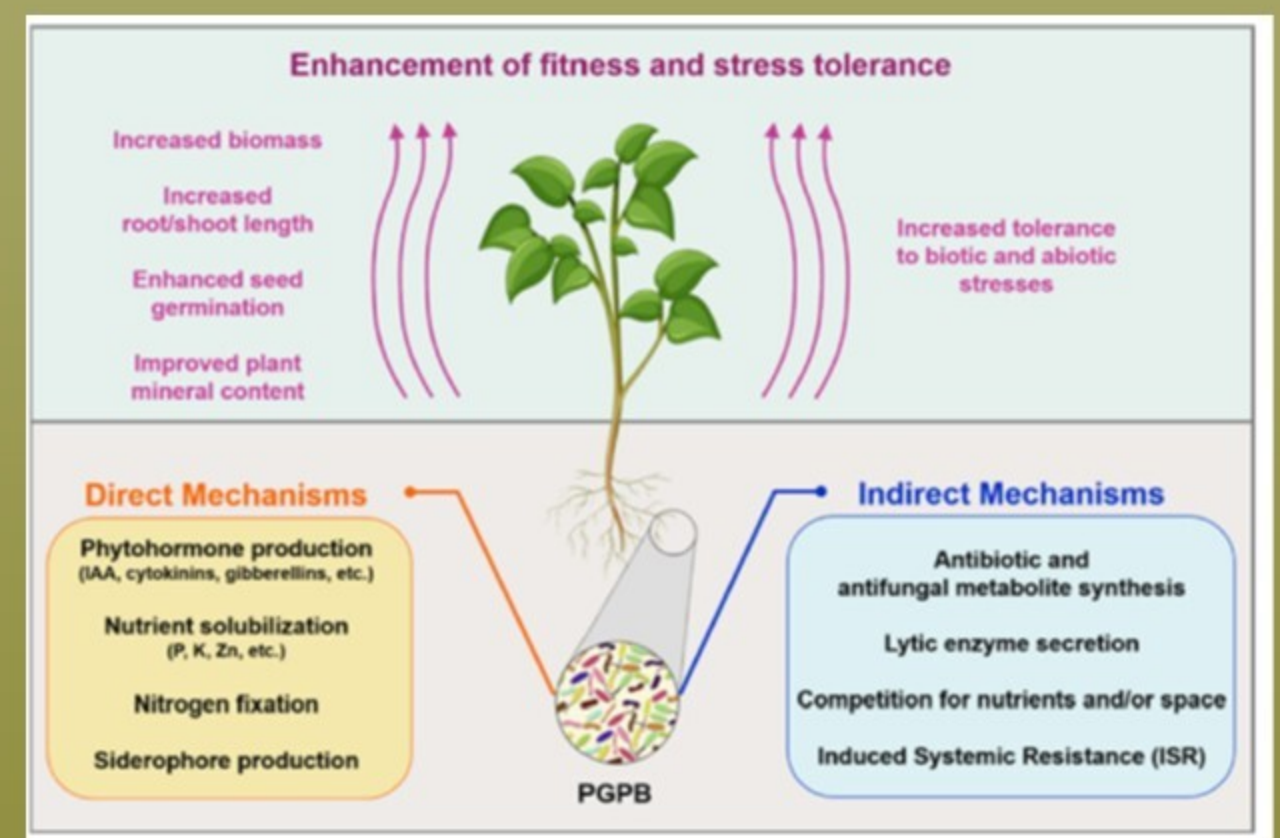 Enhancement of fitness and stress tolerance
Increased biomass
Increased
root/shoot length
Enhanced seed
germination
Improved plant
mineral content
Increased tolerance
to biotic and abiotic
stresses
Direct Mechanisms
Phytohormone production
(IAA, cytokinins, gibberellins, etc.)
Nutrient solubilization
(P, K, Zn, etc.)
Nitrogen fixation
Siderophore production
Indirect Mechanisms
Antibiotic and
antifungal metabolite synthesis
Lytic enzyme secretion
Competition for nutrients and/or space
Induced Systemic Resistance (ISR)
PGPB